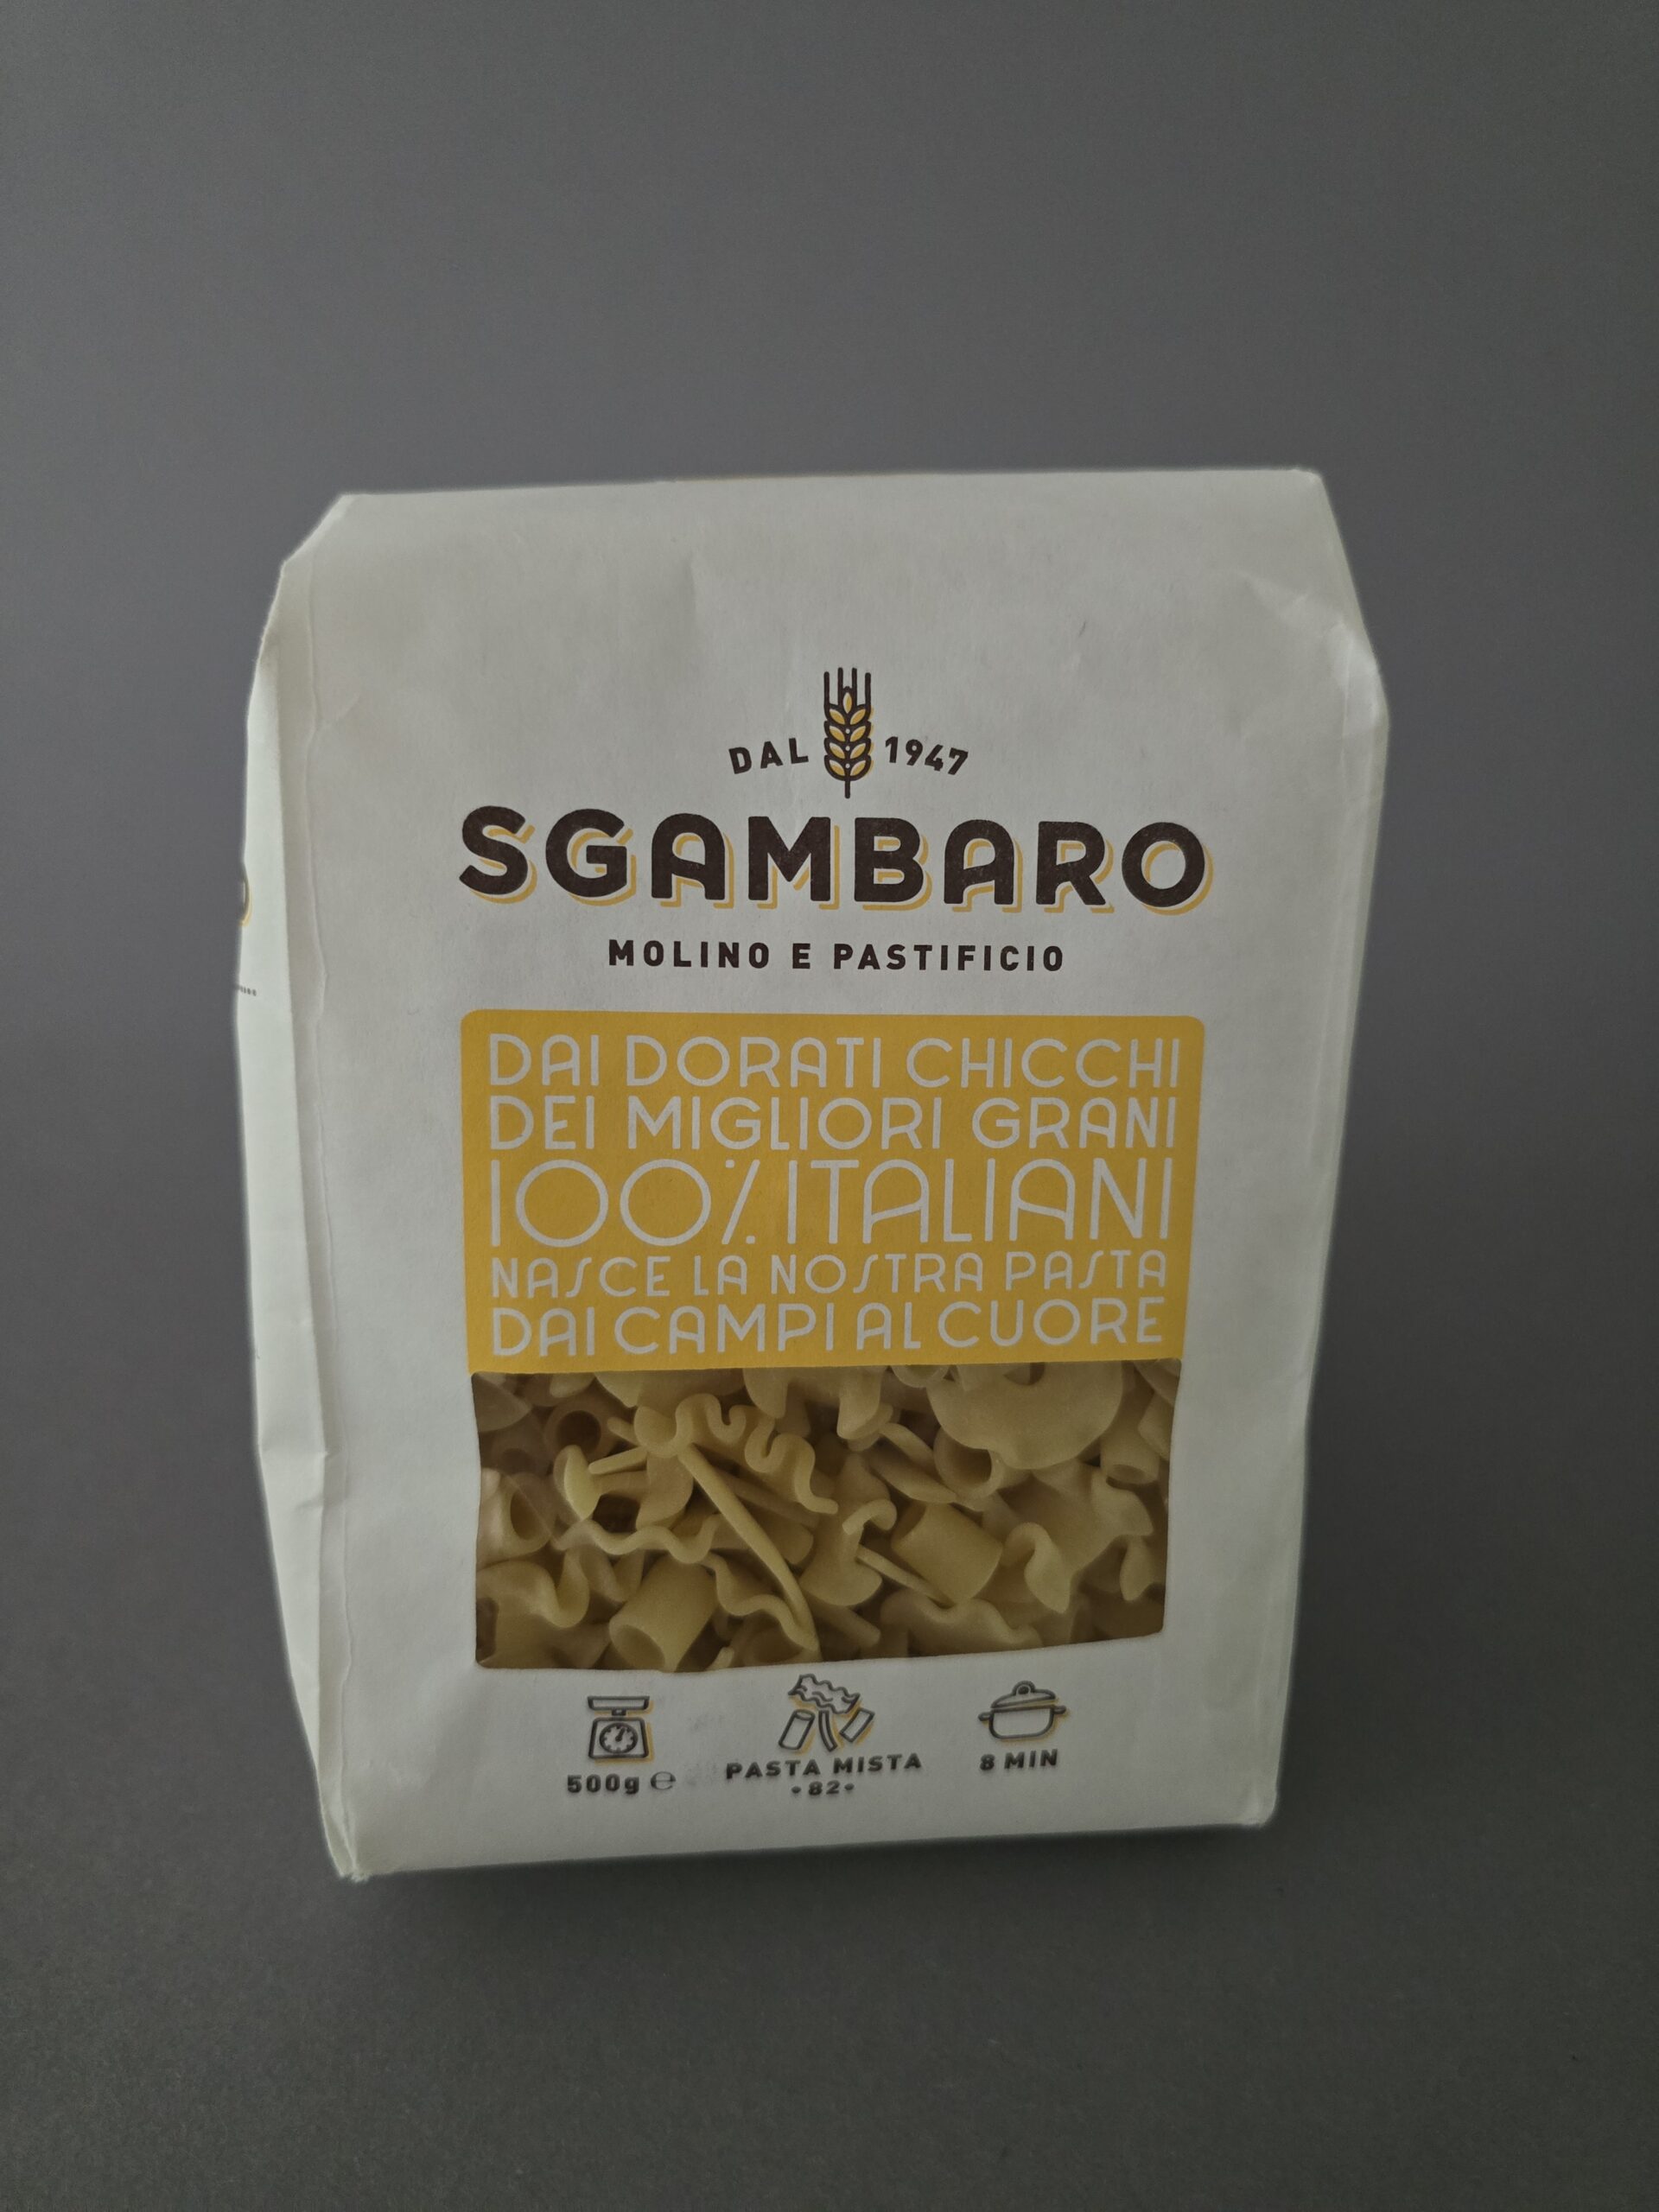 DAL 1947
SGAMBARO
MOLINO E PASTIFICIO
DAI DORATI CHICCHI
DEI MIGLIORI GRANI
100% ITALIANI
NASCE LA NOSTRA PASTA
DAI CAMPI AL CUORE
500g ℮
PASTA MISTA
•82•
8 MIN